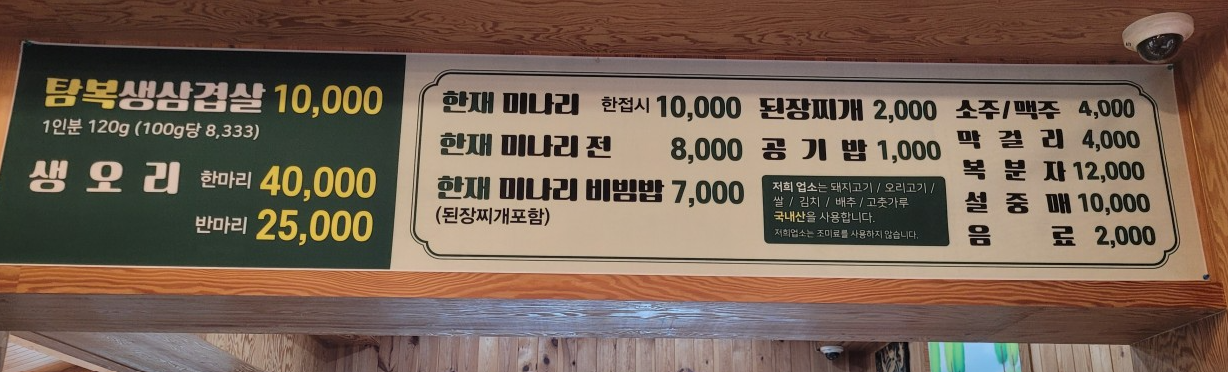 탐복생삼겹살 10,000
1인분 120g (100g당 8,333)
생 오 리 한마리 40,000
반마리 25,000
한재 미나리 한접시 10,000
한재 미나리 전 8,000
한재 미나리 비빔밥 7,000
(된장찌개포함)
된장찌개 2,000
공 기 밥 1,000
저희 업소는 돼지고기 / 오리고기 /
쌀 / 김치 / 배추 / 고춧가루
국내산을 사용합니다.
저희업소는 조미료를 사용하지 않습니다.
소주/맥주 4,000
막 걸 리 4,000
복 분 자 12,000
설 중 매 10,000
음 료 2,000